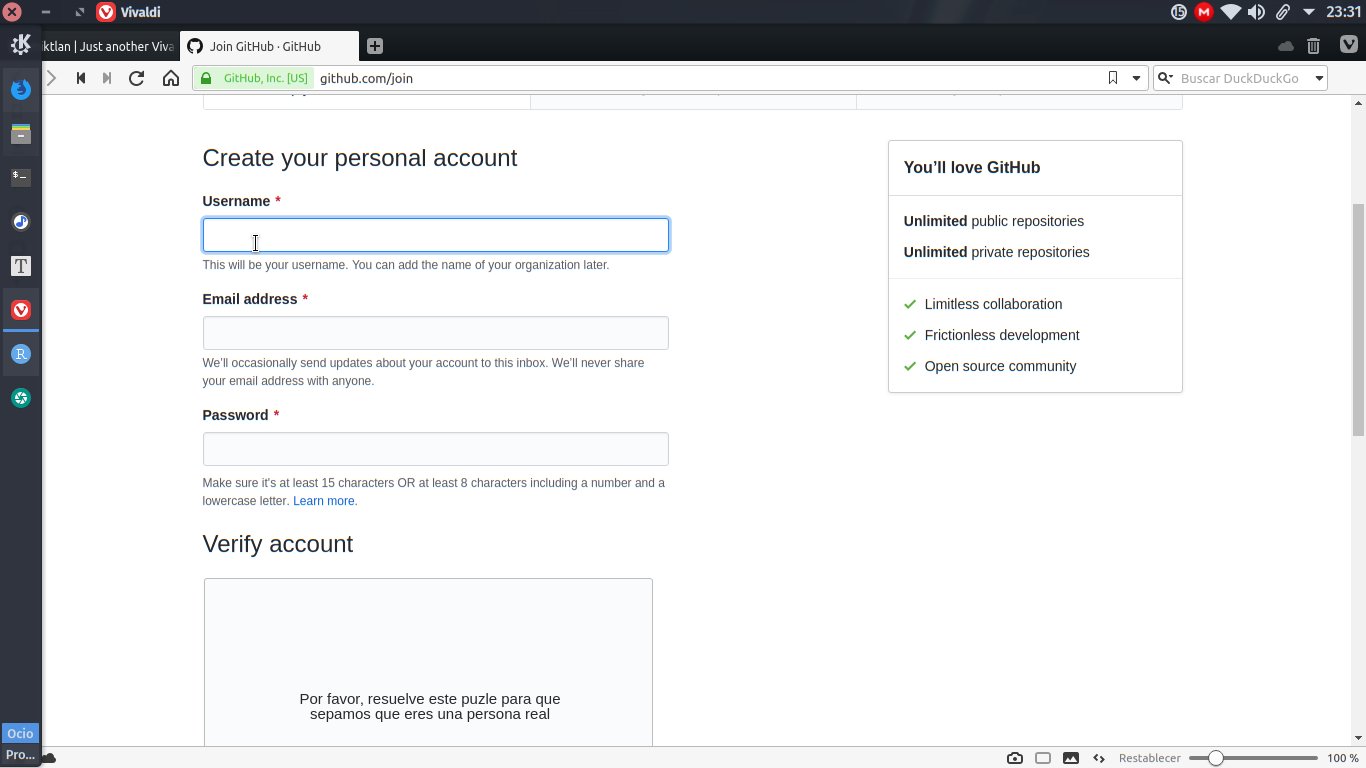 Vivaldi
23:31
ktlan | Just another Viva
Join GitHub · GitHub
GitHub, Inc. [US]
github.com/join
Buscar DuckDuckGo
Create your personal account
Username *
This will be your username. You can add the name of your organization later.
Email address *
We’ll occasionally send updates about your account to this inbox. We’ll never share
your email address with anyone.
Password *
Make sure it's at least 15 characters OR at least 8 characters including a number and a
lowercase letter. Learn more.
Verify account
Por favor, resuelve este puzle para que
sepamos que eres una persona real
You’ll love GitHub
Unlimited public repositories
Unlimited private repositories
Limitless collaboration
Frictionless development
Open source community
Ocio
Pro...
Restablecer
100 %